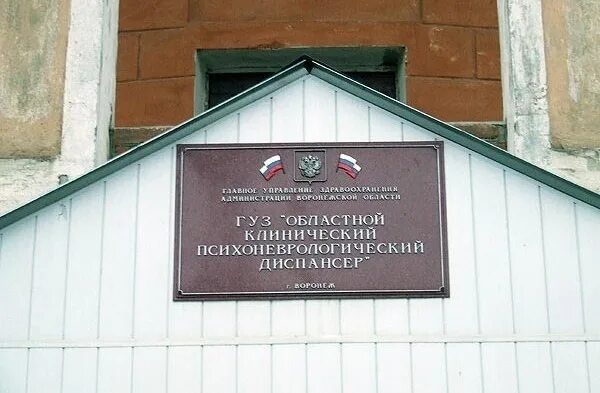 ГЛАВНОЕ УПРАВЛЕНИЕ ЗДРАВООХРАНЕНИЯ
АДМИНИСТРАЦИИ ВОРОНЕЖСКОЙ ОБЛАСТИ
ГУЗ "ОБЛАСТНОЙ
КЛИНИЧЕСКИЙ
ПСИХОНЕВРОЛОГИЧЕСКИЙ
ДИСПАНСЕР"
г. ВОРОНЕЖ